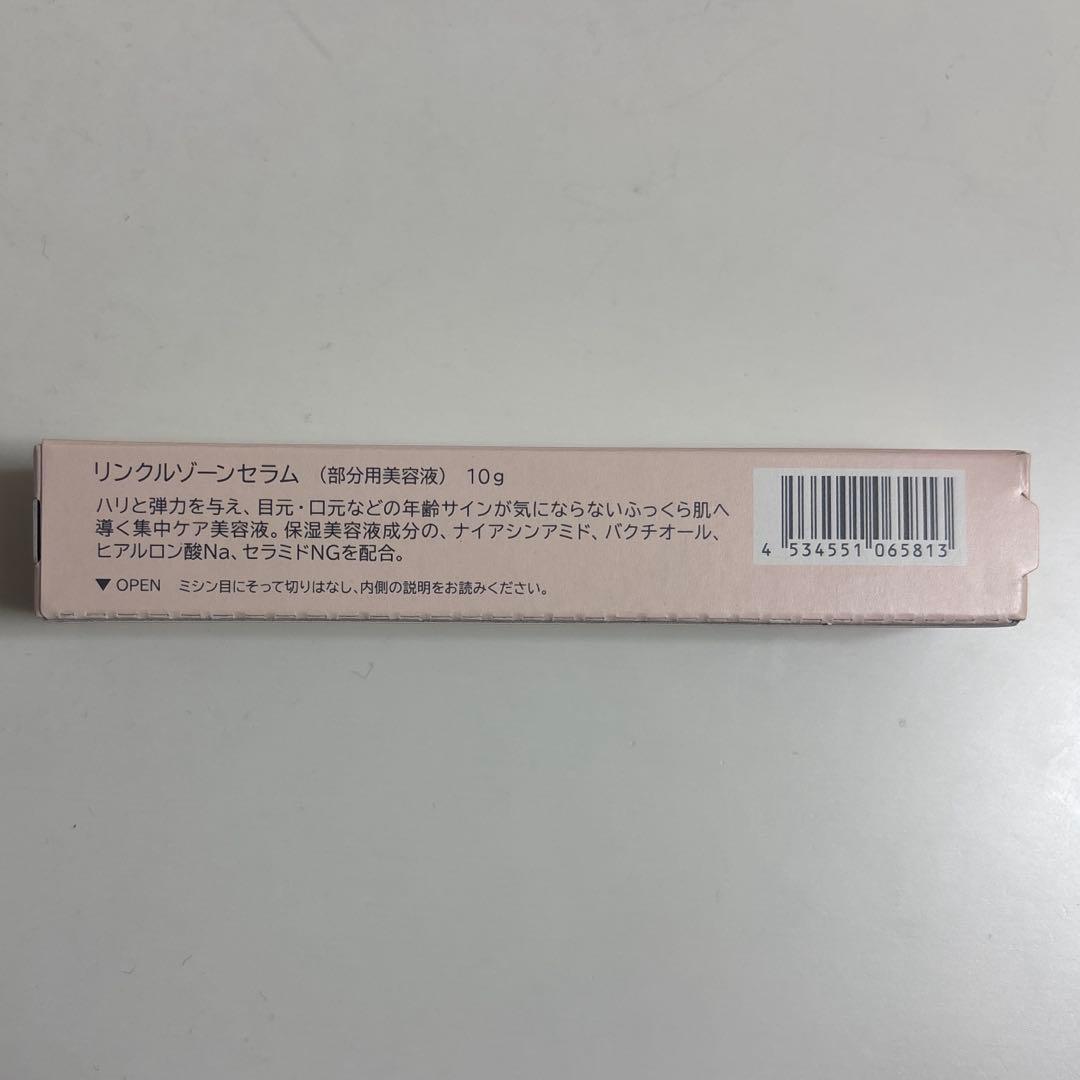 リンクルゾーンセラム （部分用美容液） 10g
ハリと弾力を与え、目元・口元などの年齢サインが気にならないふっくら肌へ
導く集中ケア美容液。保湿美容液成分の、ナイアシンアミド、バクチオール、
ヒアルロン酸Na、セラミドNGを配合。
▼ OPEN ミシン目にそって切りはなし、内側の説明をお読みください。
4 534551 065813